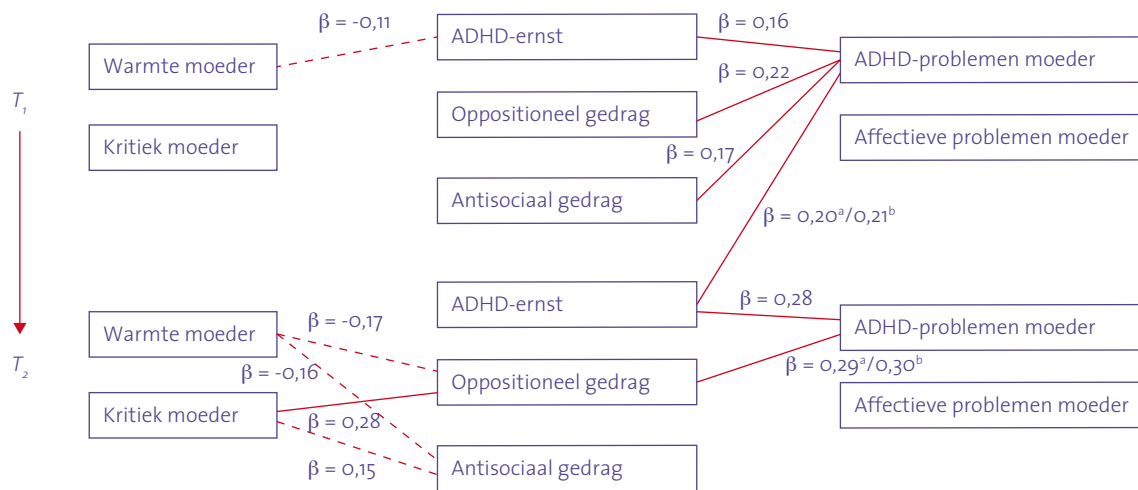 β = -0,11
ADHD-ernst
β = 0,16
Warmte moeder
ADHD-problemen moeder
β = 0,22
T₁
Oppositioneel gedrag
Kritiek moeder
Affectieve problemen moeder
β = 0,17
Antisociaal gedrag
β = 0,20ᵃ/0,21ᵇ
ADHD-ernst
β = 0,28
Warmte moeder
β = -0,17
ADHD-problemen moeder
T₂
β = -0,16
Oppositioneel gedrag
β = 0,29ᵃ/0,30ᵇ
Kritiek moeder
β = 0,28
Affectieve problemen moeder
β = 0,15
Antisociaal gedrag